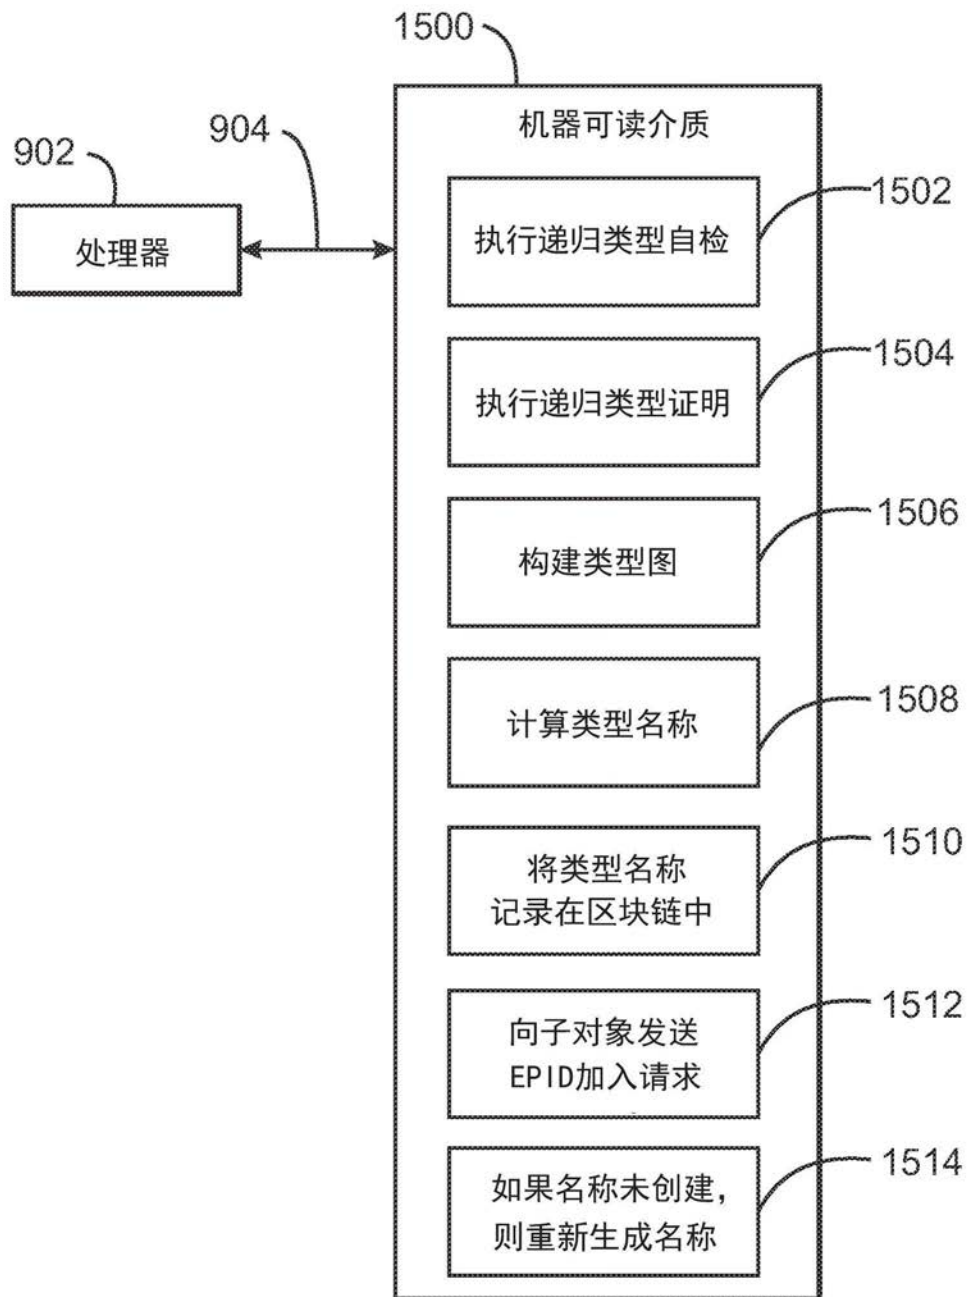 1500
机器可读介质
904
902
处理器
1502
执行递归类型自检
1504
执行递归类型证明
1506
构建类型图
1508
计算类型名称
1510
将类型名称
记录在区块链中
1512
向子对象发送
EPID加入请求
1514
如果名称未创建，
则重新生成名称